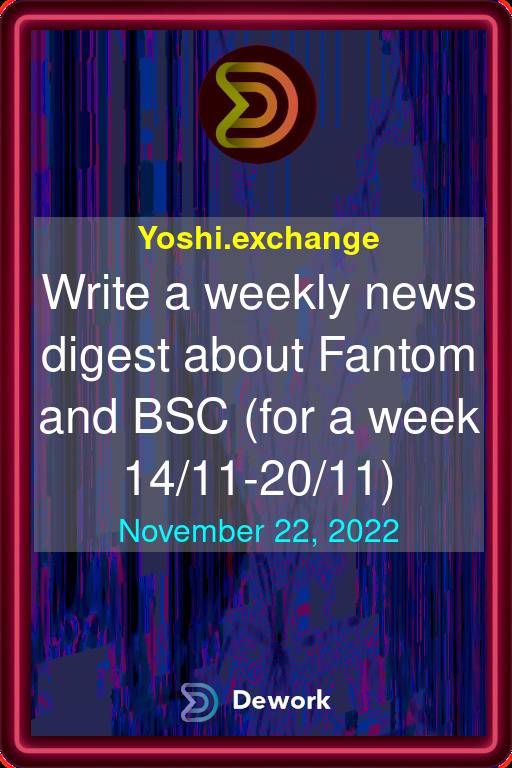 Yoshi.exchange
Write a weekly news
digest about Fantom
and BSC (for a week
14/11-20/11)
November 22, 2022
Dework